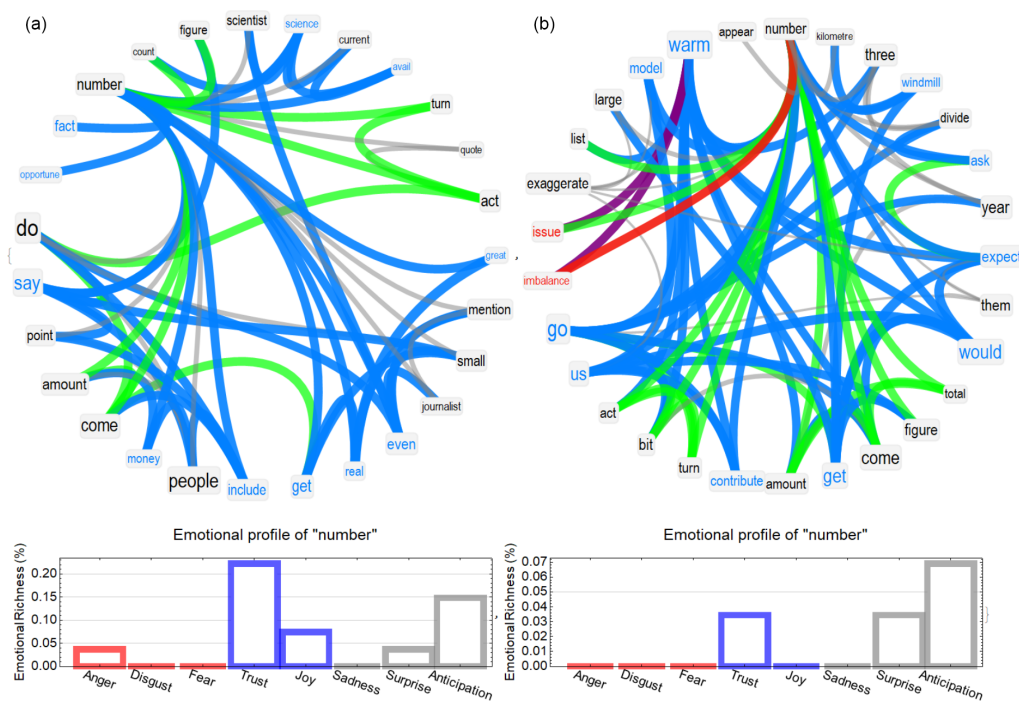 (a)
figure
scientist
science
current
count
avail
number
turn
fact
quote
opportune
act
do
great
say
mention
point
small
amount
journalist
come
even
money
real
people
include
get
(b)
appear
number
kilometre
warm
three
model
windmill
large
divide
list
ask
exaggerate
year
issue
expect
imbalance
them
go
would
us
total
act
figure
bit
come
turn
contribute
amount
get
Emotional profile of "number"
Emotional Richness (%)
0.20
0.15
0.10
0.05
0.00
Anger
Disgust
Fear
Trust
Joy
Sadness
Surprise
Anticipation
Emotional profile of "number"
Emotional Richness (%)
0.07
0.06
0.05
0.04
0.03
0.02
0.01
0.00
Anger
Disgust
Fear
Trust
Joy
Sadness
Surprise
Anticipation